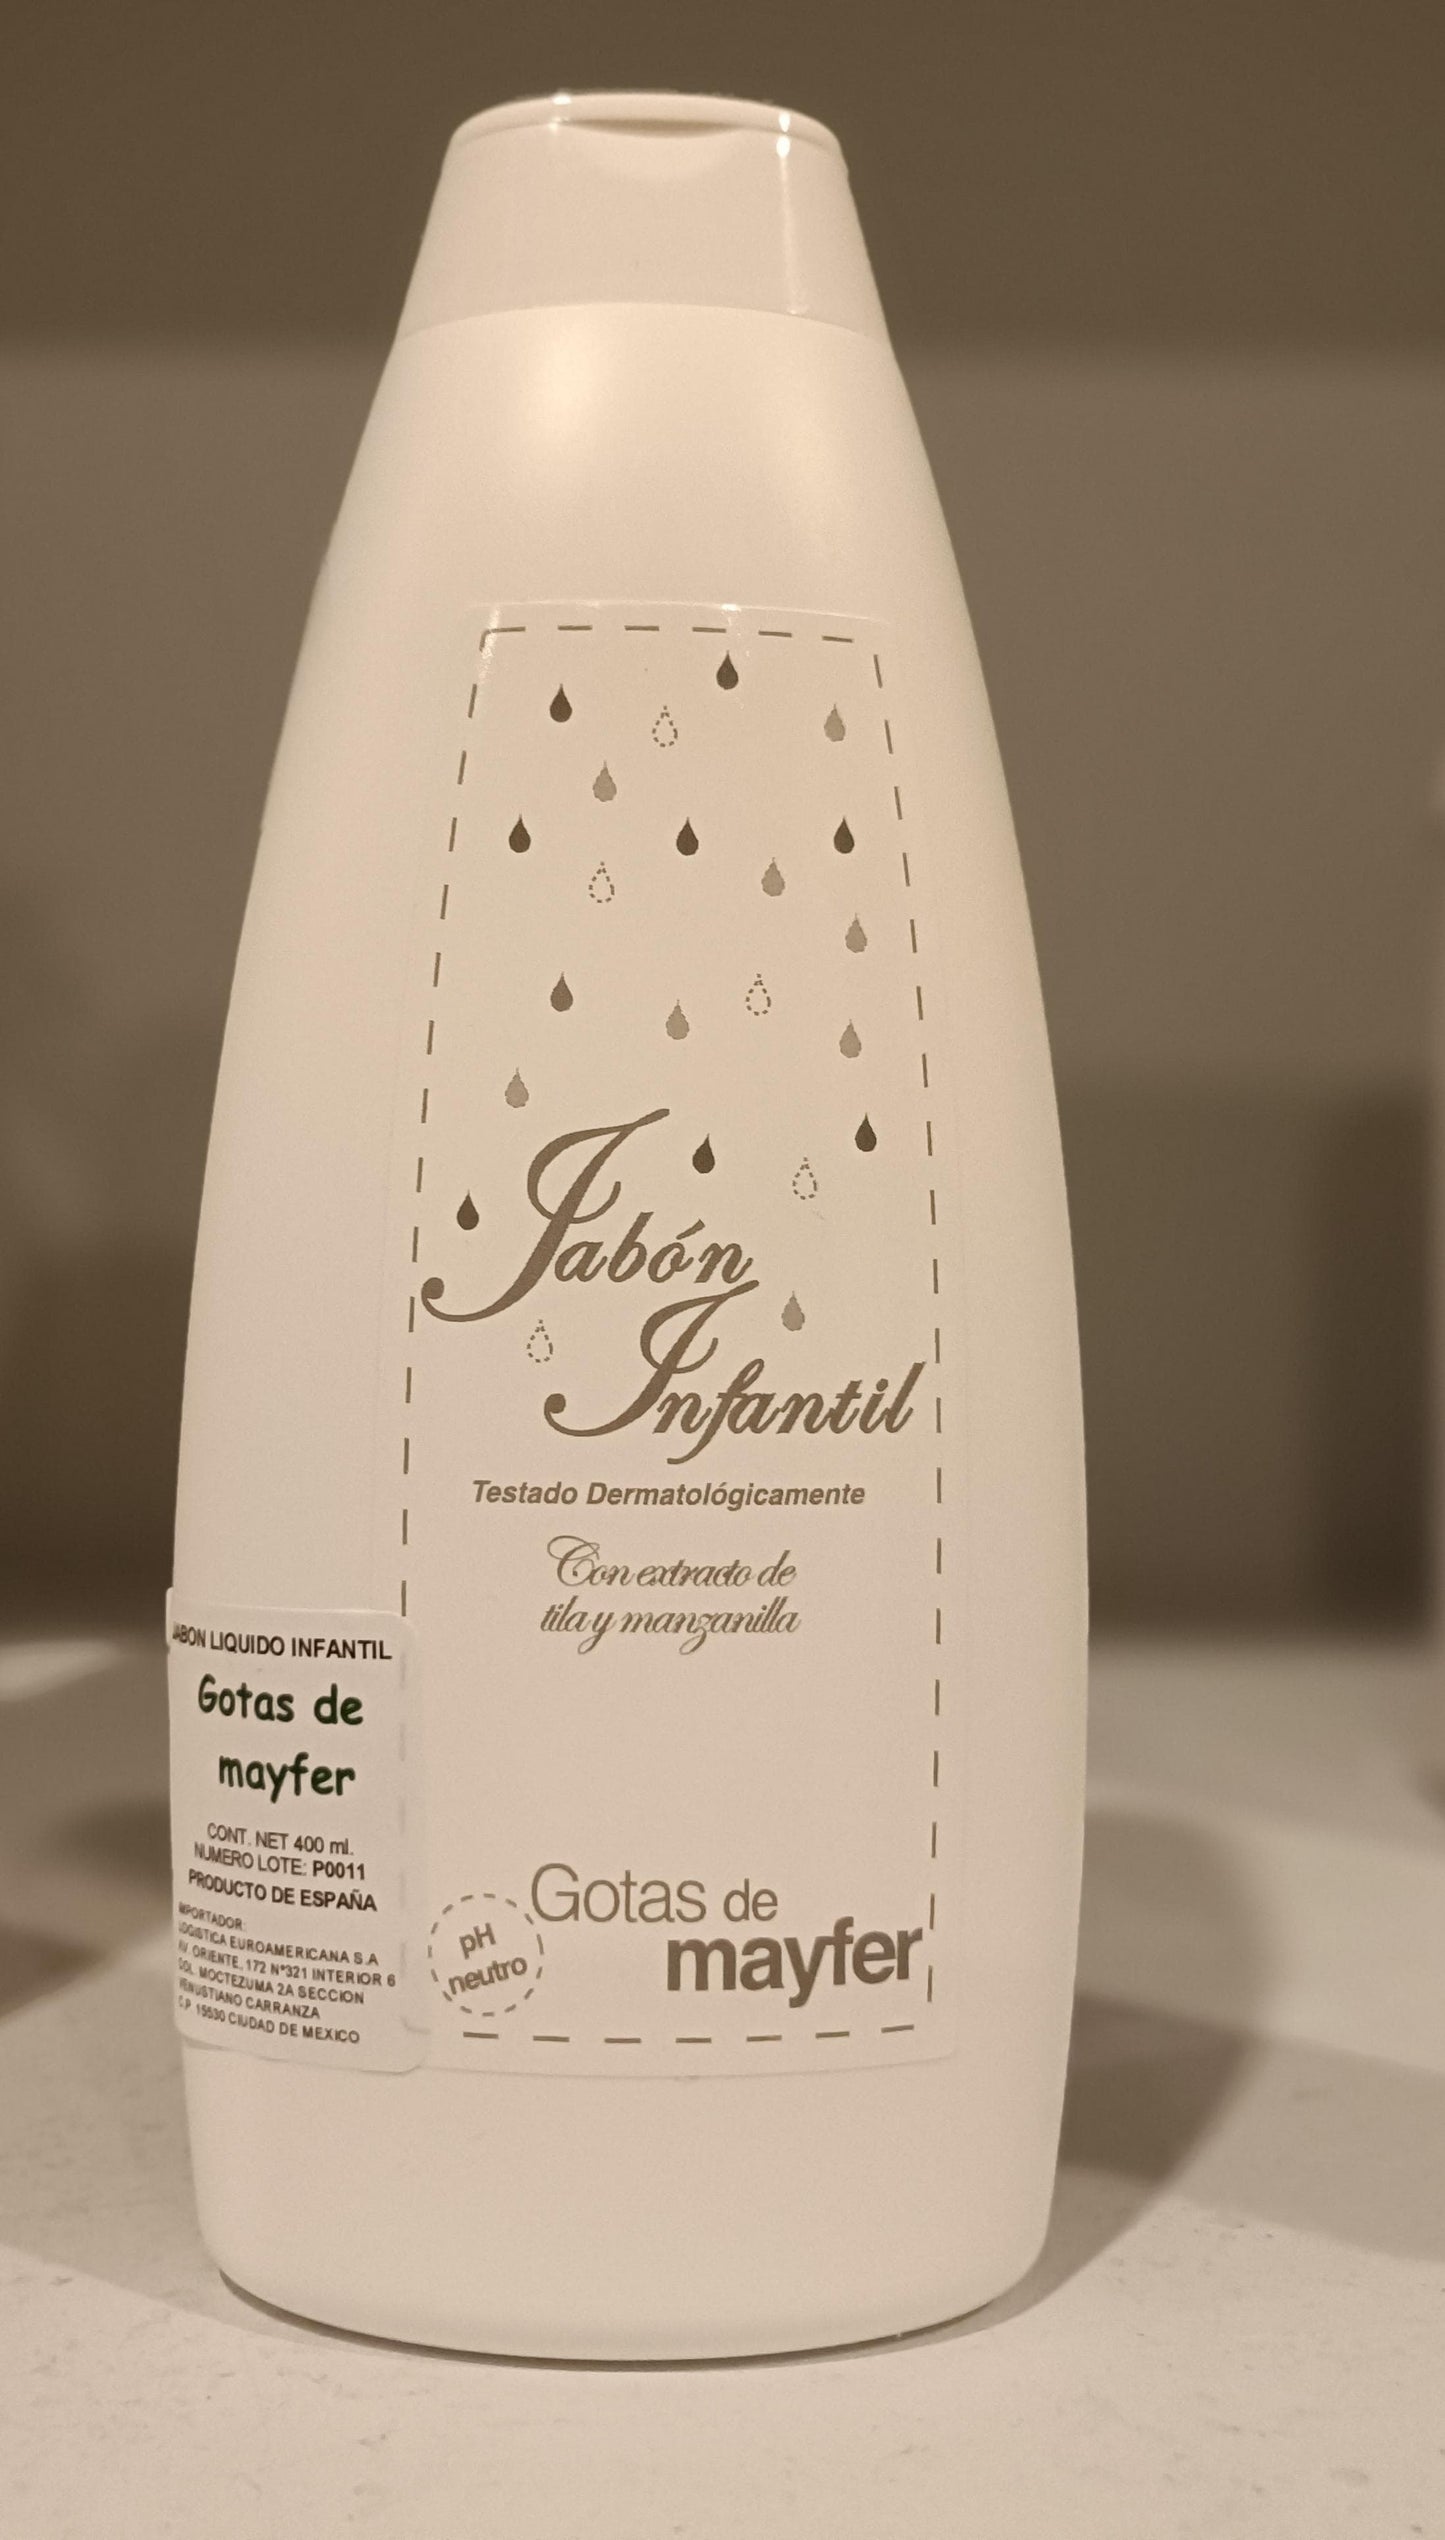 Jabón
Infantil
Testado Dermatológicamente
Con extracto de
tila y manzanilla
Gotas de
mayfer
pH
neutro
JABON LIQUIDO INFANTIL
Gotas de
mayfer
CONT. NET 400 ml.
NUMERO LOTE: P0011
PRODUCTO DE ESPAÑA
IMPORTADOR:
LOGISTICA EUROAMERICANA S.A
AV. ORIENTE, 172 N°321 INTERIOR 6
COL. MOCTEZUMA 2A SECCION
VENUSTIANO CARRANZA
C.P. 15530 CIUDAD DE MEXICO